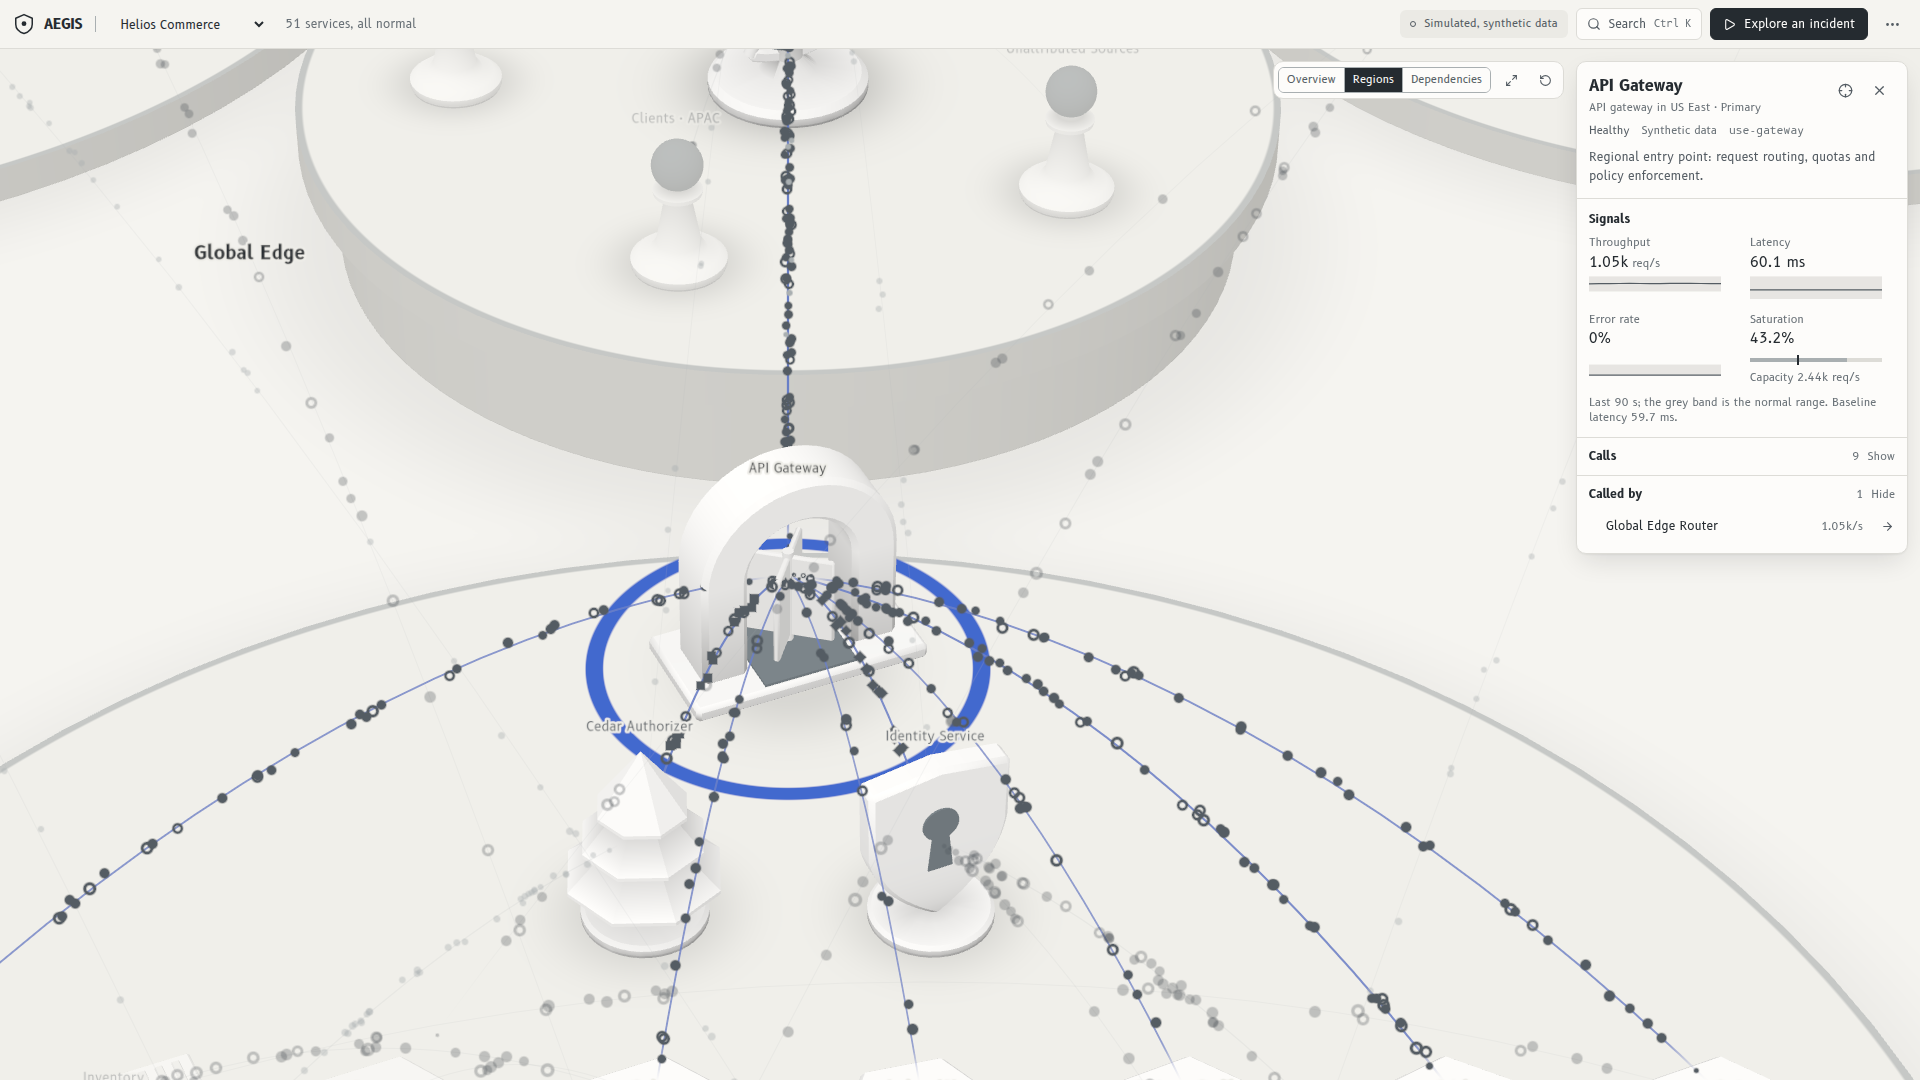 AEGIS
Helios Commerce
51 services, all normal
Simulated, synthetic data
Search Ctrl K
Explore an incident
Unattributed Sources
Overview Regions Dependencies
Clients · APAC
Global Edge
API Gateway
Cedar Authorizer
Identity Service
Inventory
API Gateway
API gateway in US East · Primary
Healthy Synthetic data use-gateway
Regional entry point: request routing, quotas and
policy enforcement.
Signals
Throughput Latency
1.05k req/s 60.1 ms
Error rate Saturation
0% 43.2%
Capacity 2.44k req/s
Last 90 s; the grey band is the normal range. Baseline
latency 59.7 ms.
Calls 9 Show
Called by 1 Hide
Global Edge Router 1.05k/s